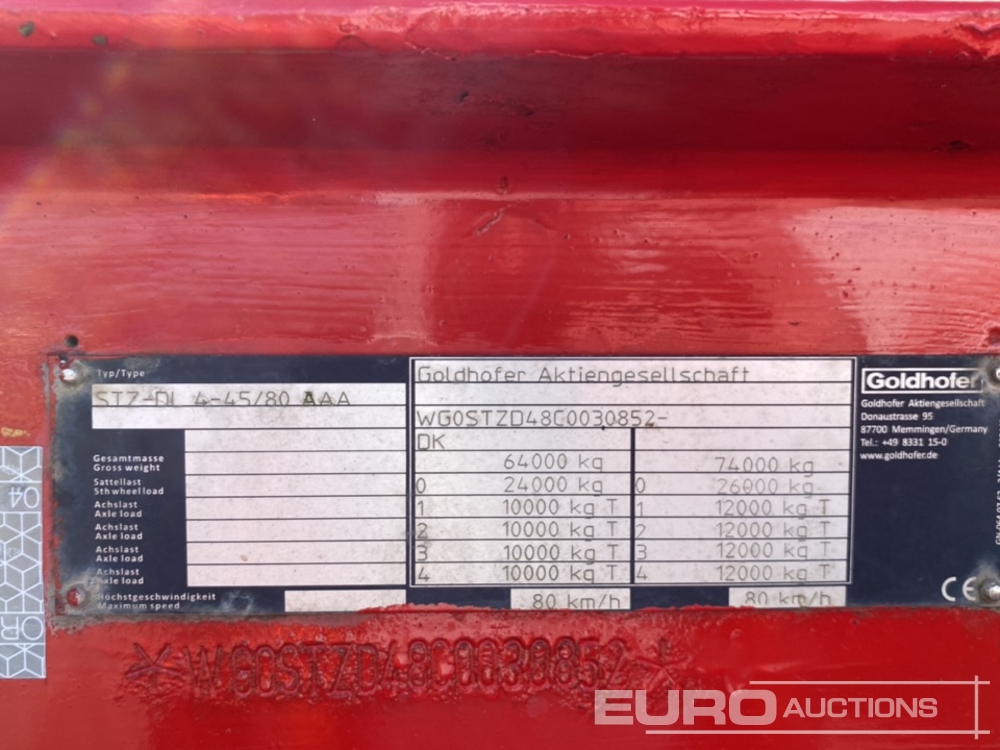 Typ/Type
STZ-DL 4-45/80 AAA
Goldhofer Aktiengesellschaft
WG0STZD48C0030852-
DK
Gesamtmasse
Gross weight
64000 kg 74000 kg
Sattellast
5th wheel load
0 24000 kg 0 26000 kg
Achslast
Axle load
1 10000 kg T 1 12000 kg T
Achslast
Axle load
2 10000 kg T 2 12000 kg T
Achslast
Axle load
3 10000 kg T 3 12000 kg T
Achslast
Axle load
4 10000 kg T 4 12000 kg T
Höchstgeschwindigkeit
Maximum speed
80 km/h 80 km/h
Goldhofer
Goldhofer Aktiengesellschaft
Donaustrasse 95
87700 Memmingen/Germany
Tel.: +49 8331 15-0
www.goldhofer.de
CE
04
OR
*WG0STZD48C0030852*
EURO AUCTIONS